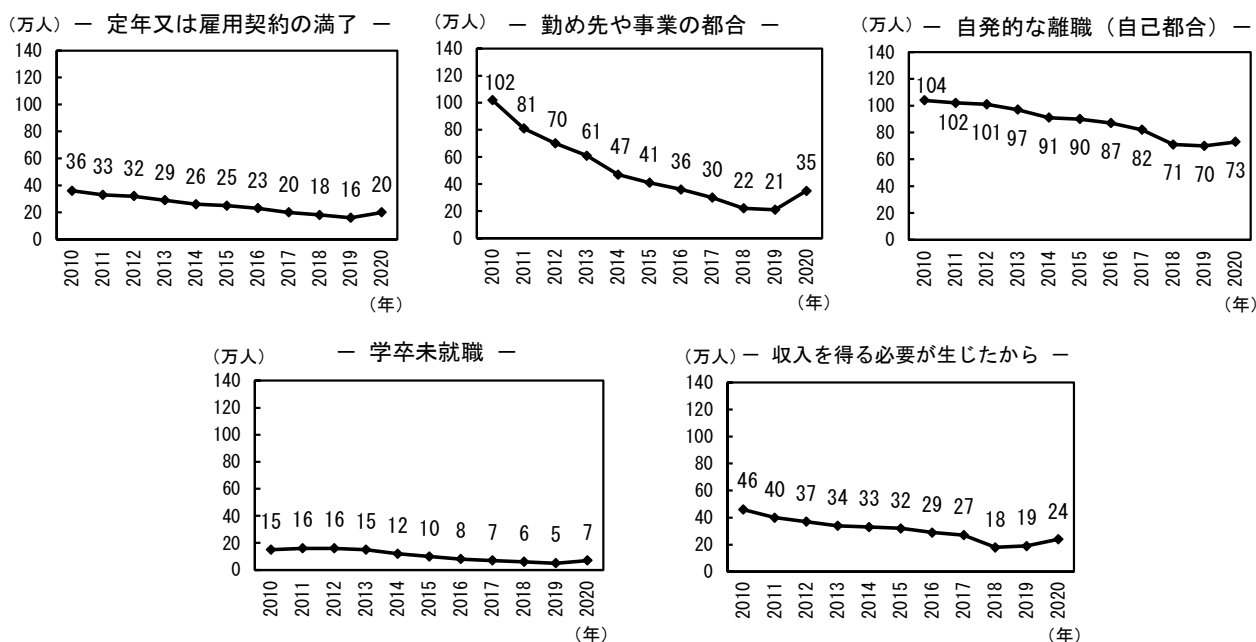 (万人) － 定年又は雇用契約の満了 －
140
120
100
80
60
40
20
0
36 33 32 29 26 25 23 20 18 16 20
2010 2011 2012 2013 2014 2015 2016 2017 2018 2019 2020
(年)
(万人) － 勤め先や事業の都合 －
140
120
100
80
60
40
20
0
102 81 70 61 47 41 36 30 22 21 35
2010 2011 2012 2013 2014 2015 2016 2017 2018 2019 2020
(年)
(万人) － 自発的な離職（自己都合）－
140
120
100
80
60
40
20
0
104 102 101 97 91 90 87 82 71 70 73
2010 2011 2012 2013 2014 2015 2016 2017 2018 2019 2020
(年)
(万人) － 学卒未就職 －
140
120
100
80
60
40
20
0
15 16 16 15 12 10 8 7 6 5 7
2010 2011 2012 2013 2014 2015 2016 2017 2018 2019 2020
(年)
(万人) － 収入を得る必要が生じたから －
140
120
100
80
60
40
20
0
46 40 37 34 33 32 29 27 18 19 24
2010 2011 2012 2013 2014 2015 2016 2017 2018 2019 2020
(年)